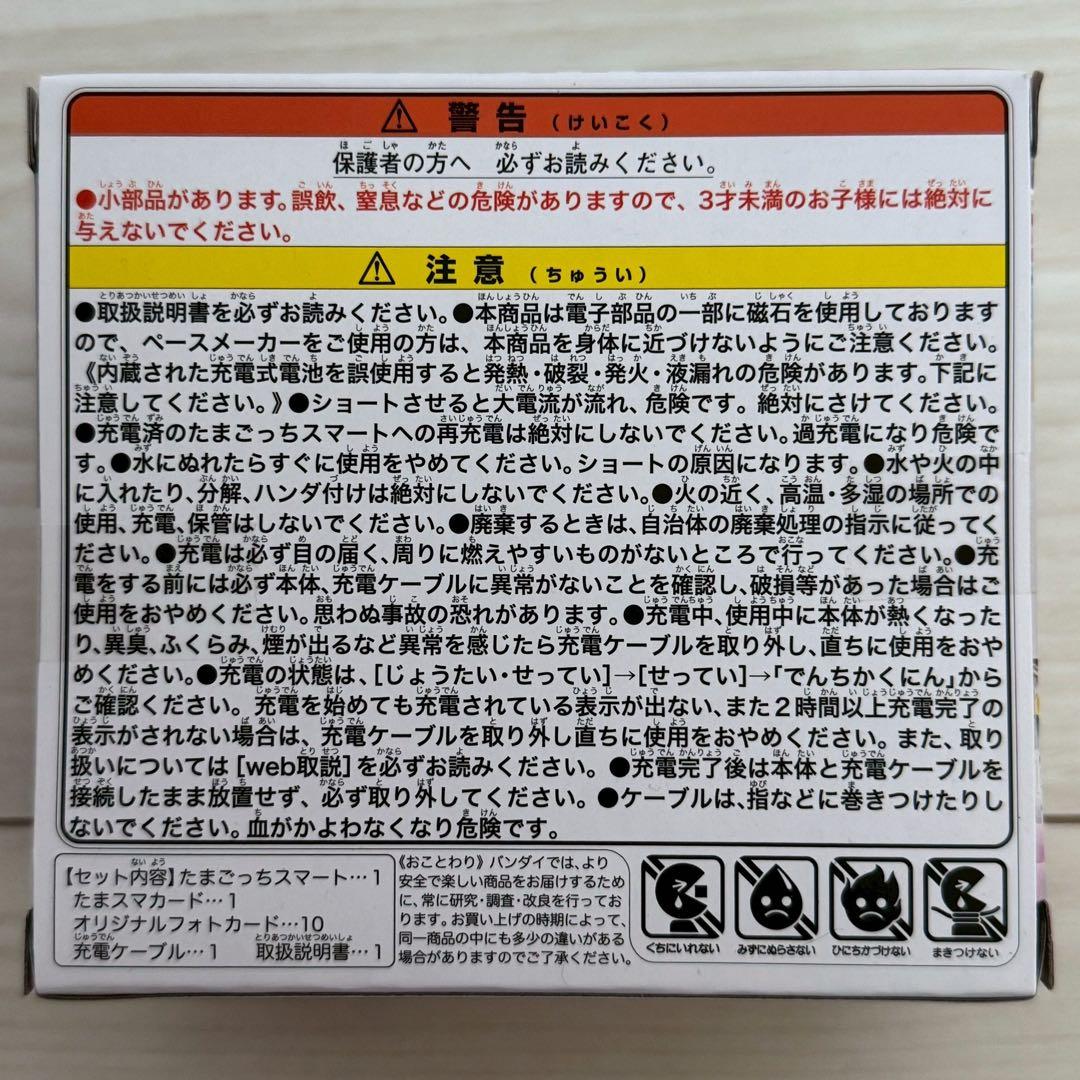 ⚠ 警告 (けいこく)
保護者の方へ 必ずお読みください。
●小部品があります。誤飲、窒息などの危険がありますので、3才未満のお子様には絶対に
与えないでください。
⚠ 注意 (ちゅうい)
●取扱説明書を必ずお読みください。●本商品は電子部品の一部に磁石を使用しております
ので、ペースメーカーをご使用の方は、本商品を身体に近づけないようにご注意ください。
《内蔵された充電式電池を誤使用すると発熱・破裂・発火・液漏れの危険があります。下記に
注意してください。》●ショートさせると大電流が流れ、危険です。絶対にさけてください。
●充電済のたまごっちスマートへの再充電は絶対にしないでください。過充電になり危険で
す。●水にぬれたらすぐに使用をやめてください。ショートの原因になります。●水や火の中
に入れたり、分解、ハンダ付けは絶対にしないでください。●火の近く、高温・多湿の場所での
使用、充電、保管はしないでください。●廃棄するときは、自治体の廃棄処理の指示に従ってく
ださい。●充電は必ず目の届く、周りに燃えやすいものがないところで行ってください。●充
電をする前には必ず本体、充電ケーブルに異常がないことを確認し、破損等があった場合はご
使用をおやめください。思わぬ事故の恐れがあります。●充電中、使用中に本体が熱くなった
り、異臭、ふくらみ、煙が出るなど異常を感じたら充電ケーブルを取り外し、直ちに使用をおや
めください。●充電の状態は、[じょうたい・せってい]→[せってい]→「でんちかくにん」から
ご確認ください。充電を始めても充電されている表示が出ない、また2時間以上充電完了の
表示がされない場合は、充電ケーブルを取り外し直ちに使用をおやめください。また、取り
扱いについては[web取説]を必ずお読みください。●充電完了後は本体と充電ケーブルを
接続したまま放置せず、必ず取り外してください。●ケーブルは、指などに巻きつけたりし
ないでください。血がかよわなくなり危険です。
【セット内容】たまごっちスマート…1
たまスマカード…1
オリジナルフォトカード…10
充電ケーブル…1 取扱説明書…1
《おことわり》バンダイでは、より
安全で楽しい商品をお届けするため
に、常に研究・調査・改良を行ってお
ります。お買い上げの時期によって、
同一商品の中にも多少の違いがある
場合がありますのでご了承ください。
くちにいれない みずにぬらさない ひにちかづけない まきつけない